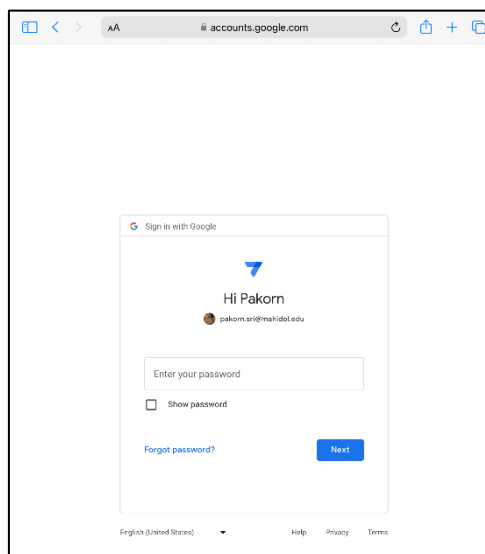 AA accounts.google.com
Sign in with Google
Hi Pakorn
pakorn.sri@mahidol.edu
Enter your password
Show password
Forgot password? Next
English (United States) Help Privacy Terms